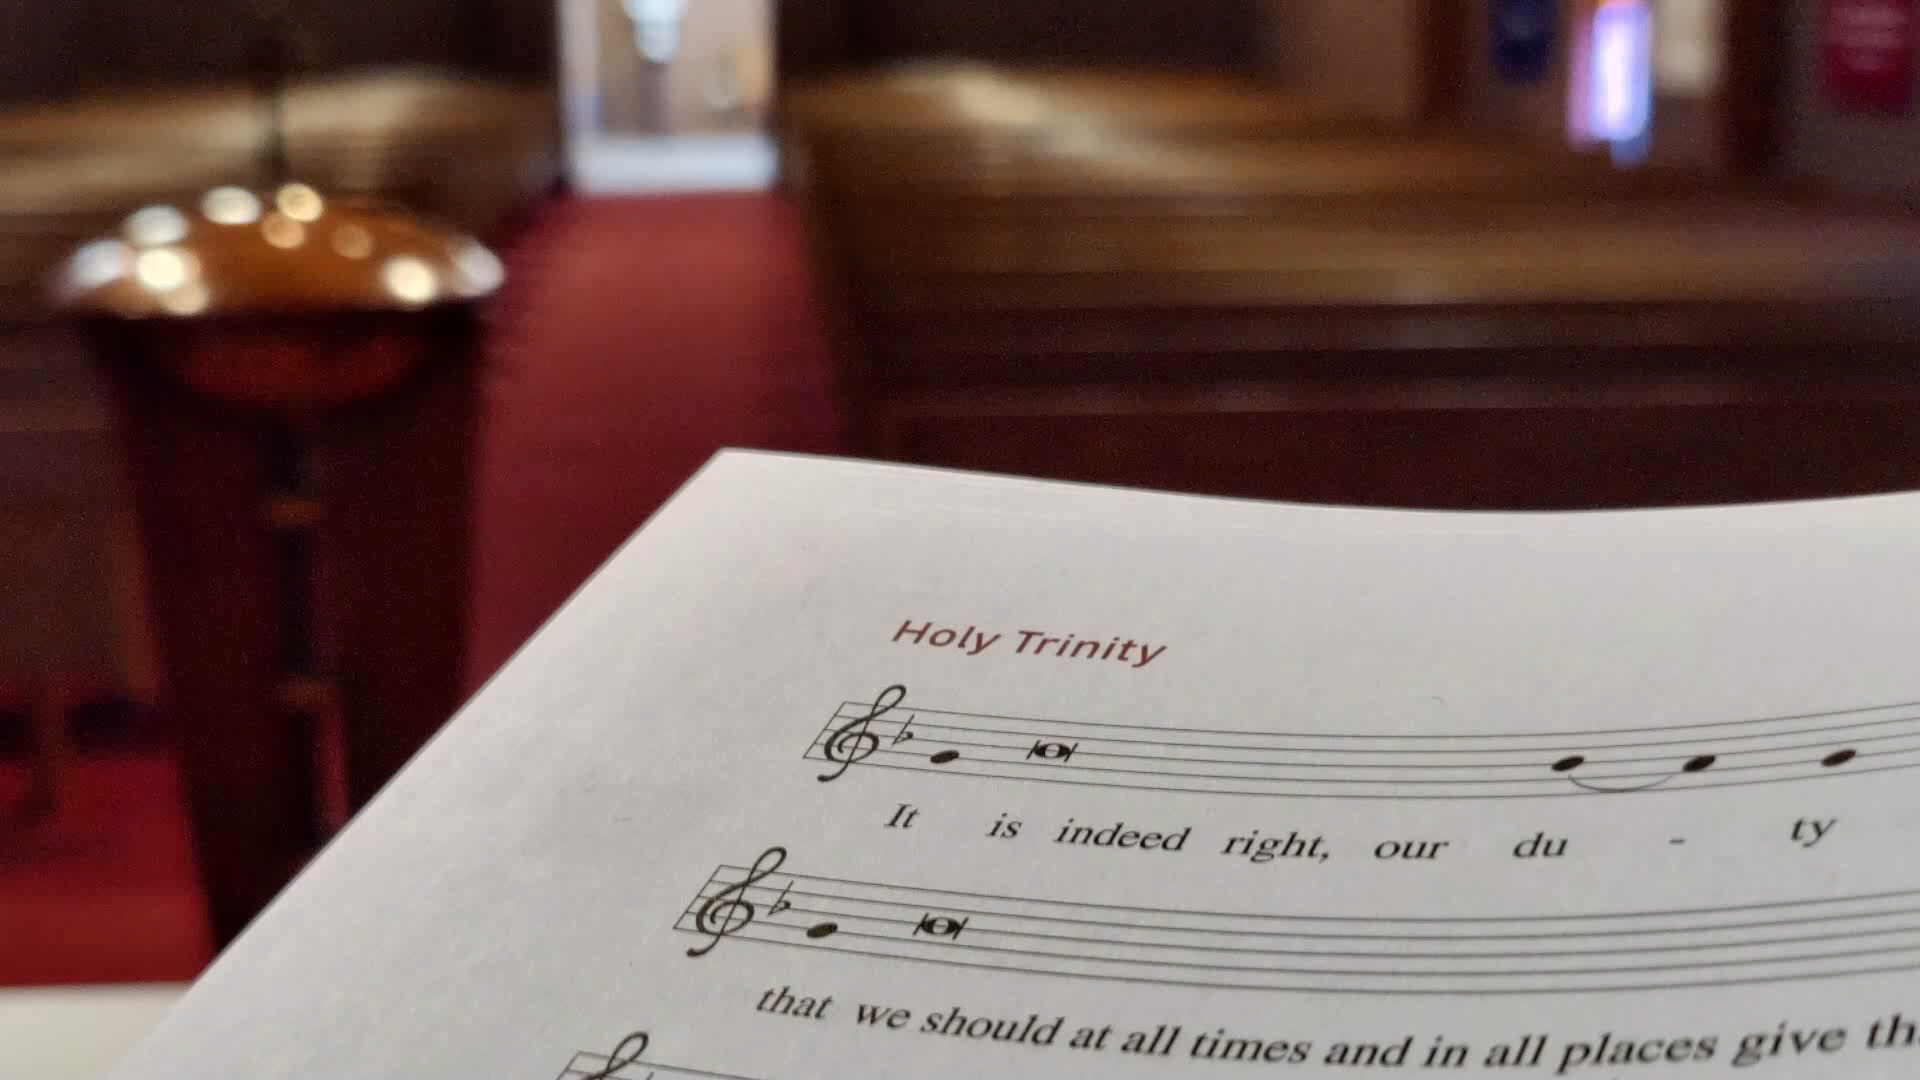 Holy Trinity
It is indeed right, our du - ty
that we should at all times and in all places give